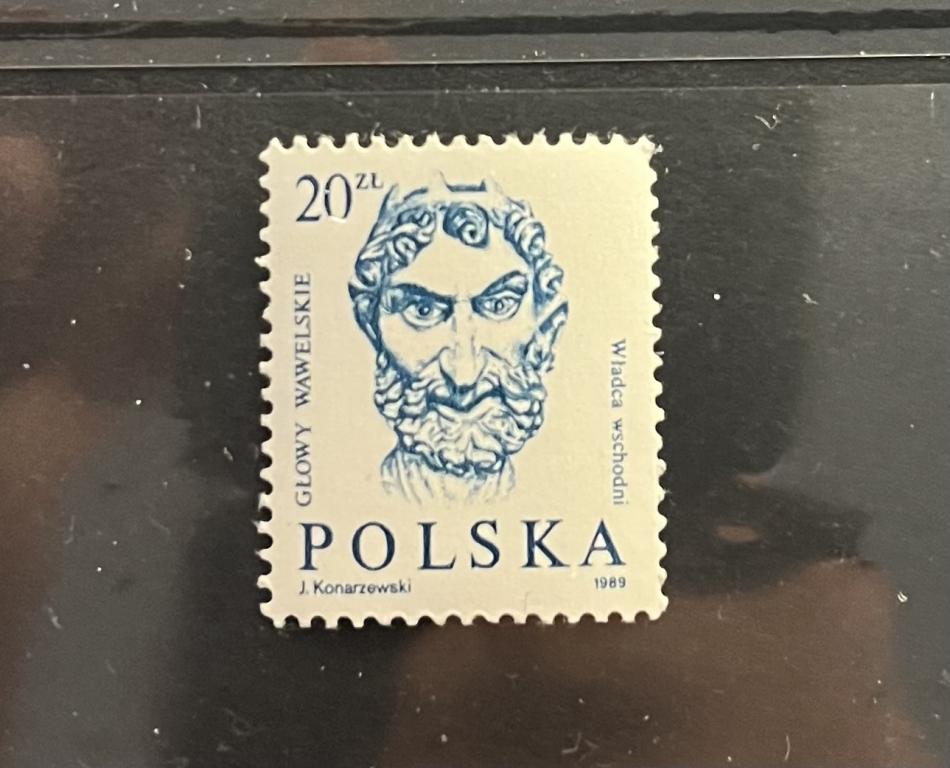 20 ZŁ
GŁOWY WAWELSKIE
Władca wschodni
POLSKA
J. Konarzewski
1989